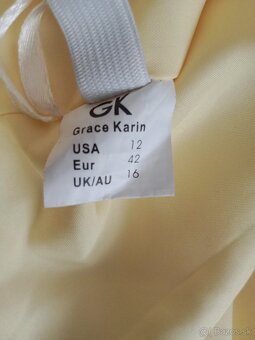 GK
Grace Karin
USA 12
Eur 42
UK/AU 16